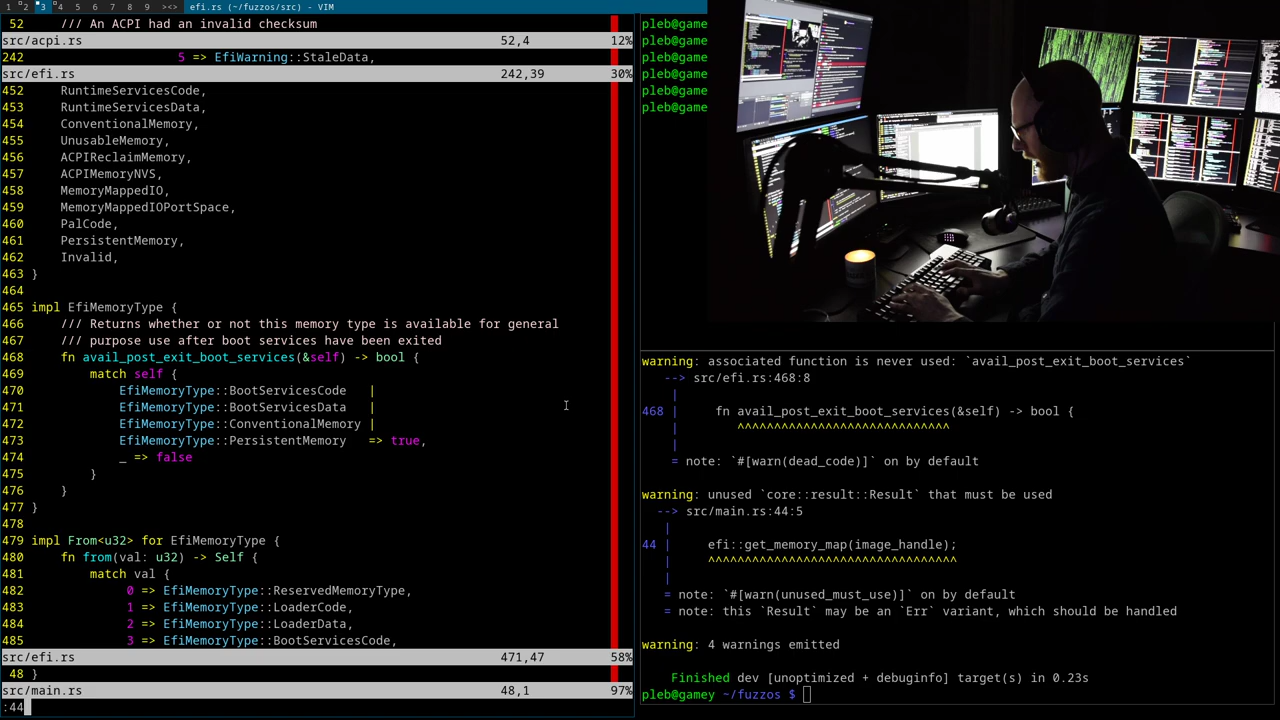 1 2 3 4 5 6 7 8 9 ><> efi.rs (~/fuzzos/src) - VIM
52 /// An ACPI had an invalid checksum
src/acpi.rs 52,4 12%
242 5 => EfiWarning::StaleData,
src/efi.rs 242,39 30%
452 RuntimeServicesCode,
453 RuntimeServicesData,
454 ConventionalMemory,
455 UnusableMemory,
456 ACPIReclaimMemory,
457 ACPIMemoryNVS,
458 MemoryMappedIO,
459 MemoryMappedIOPortSpace,
460 PalCode,
461 PersistentMemory,
462 Invalid,
463 }
464
465 impl EfiMemoryType {
466 /// Returns whether or not this memory type is available for general
467 /// purpose use after boot services have been exited
468 fn avail_post_exit_boot_services(&self) -> bool {
469 match self {
470 EfiMemoryType::BootServicesCode |
471 EfiMemoryType::BootServicesData |
472 EfiMemoryType::ConventionalMemory |
473 EfiMemoryType::PersistentMemory => true,
474 _ => false
475 }
476 }
477 }
478
479 impl From<u32> for EfiMemoryType {
480 fn from(val: u32) -> Self {
481 match val {
482 0 => EfiMemoryType::ReservedMemoryType,
483 1 => EfiMemoryType::LoaderCode,
484 2 => EfiMemoryType::LoaderData,
485 3 => EfiMemoryType::BootServicesCode,
src/efi.rs 471,47 58%
48 }
src/main.rs 48,1 97%
:44
pleb@game
pleb@game
pleb@game
pleb@game
pleb@game
pleb@game
warning: associated function is never used: `avail_post_exit_boot_services`
--> src/efi.rs:468:8
|
468 | fn avail_post_exit_boot_services(&self) -> bool {
| ^^^^^^^^^^^^^^^^^^^^^^^^^^^^^
|
= note: `#[warn(dead_code)]` on by default
warning: unused `core::result::Result` that must be used
--> src/main.rs:44:5
|
44 | efi::get_memory_map(image_handle);
| ^^^^^^^^^^^^^^^^^^^^^^^^^^^^^^^^^^
|
= note: `#[warn(unused_must_use)]` on by default
= note: this `Result` may be an `Err` variant, which should be handled
warning: 4 warnings emitted
Finished dev [unoptimized + debuginfo] target(s) in 0.23s
pleb@gamey ~/fuzzos $